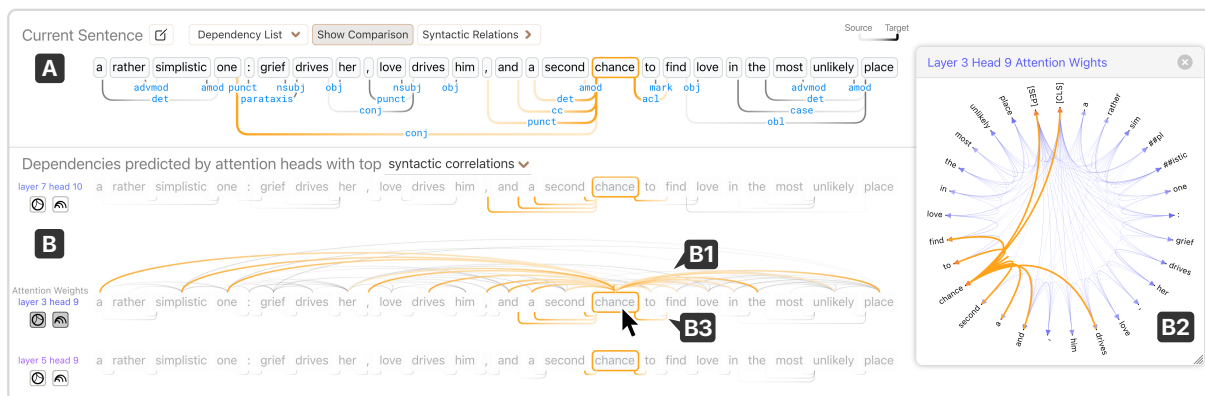 Current Sentence Dependency List Show Comparison Syntactic Relations Source Target
A
a rather simplistic one : grief drives her , love drives him , and a second chance to find love in the most unlikely place
advmod amod punct nsubj obj nsubj obj amod mark obj advmod amod
det parataxis punct det acl det
conj cc case
punct obl
conj
Dependencies predicted by attention heads with top syntactic correlations
layer 7 head 10 a rather simplistic one : grief drives her , love drives him , and a second chance to find love in the most unlikely place
B
B1
Attention Weights
layer 3 head 9 a rather simplistic one : grief drives her , love drives him , and a second chance to find love in the most unlikely place
B3
layer 5 head 9 a rather simplistic one : grief drives her , love drives him , and a second chance to find love in the most unlikely place
Layer 3 Head 9 Attention Wights
[CLS]
a
rather
sim
##pl
##istic
one
:
grief
drives
her
,
love
drives
him
,
and
a
second
chance
to
find
love
in
the
most
unlikely
place
[SEP]
B2